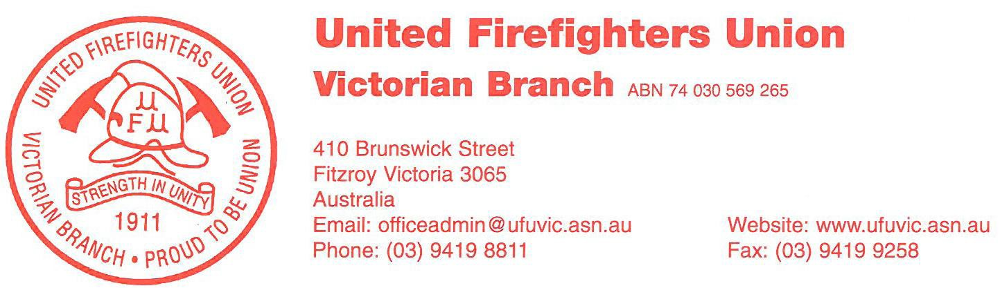 UNITED FIREFIGHTERS UNION
VICTORIAN BRANCH • PROUD TO BE UNION
U
FU
STRENGTH IN UNITY
1911
United Firefighters Union
Victorian Branch ABN 74 030 569 265
410 Brunswick Street
Fitzroy Victoria 3065
Australia
Email: officeadmin@ufuvic.asn.au Website: www.ufuvic.asn.au
Phone: (03) 9419 8811 Fax: (03) 9419 9258